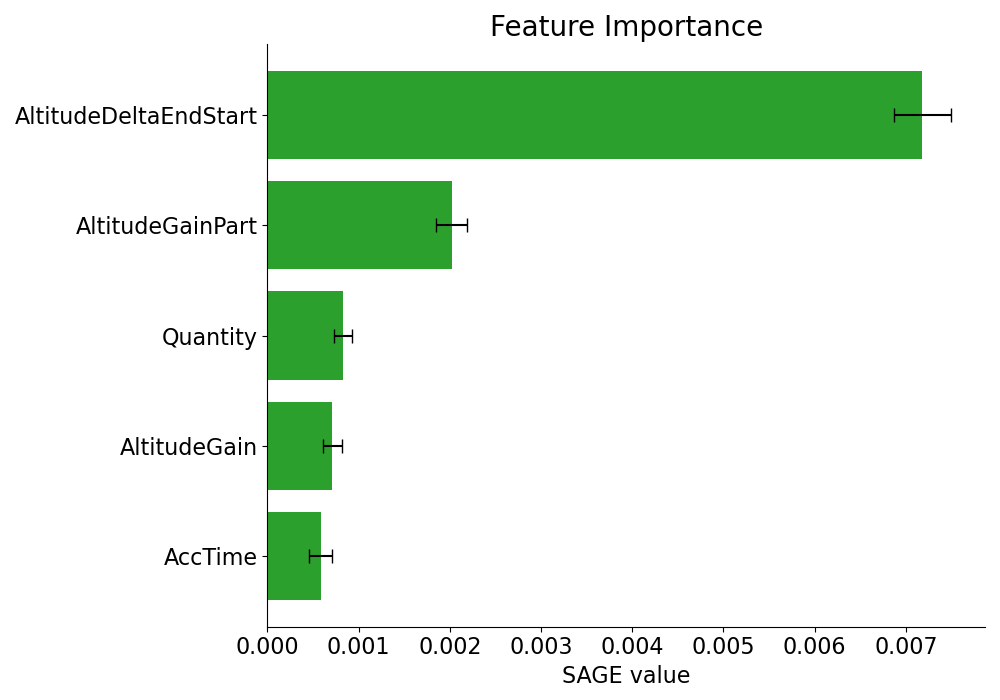 Feature Importance
AltitudeDeltaEndStart
AltitudeGainPart
Quantity
AltitudeGain
AccTime
0.000 0.001 0.002 0.003 0.004 0.005 0.006 0.007
SAGE value